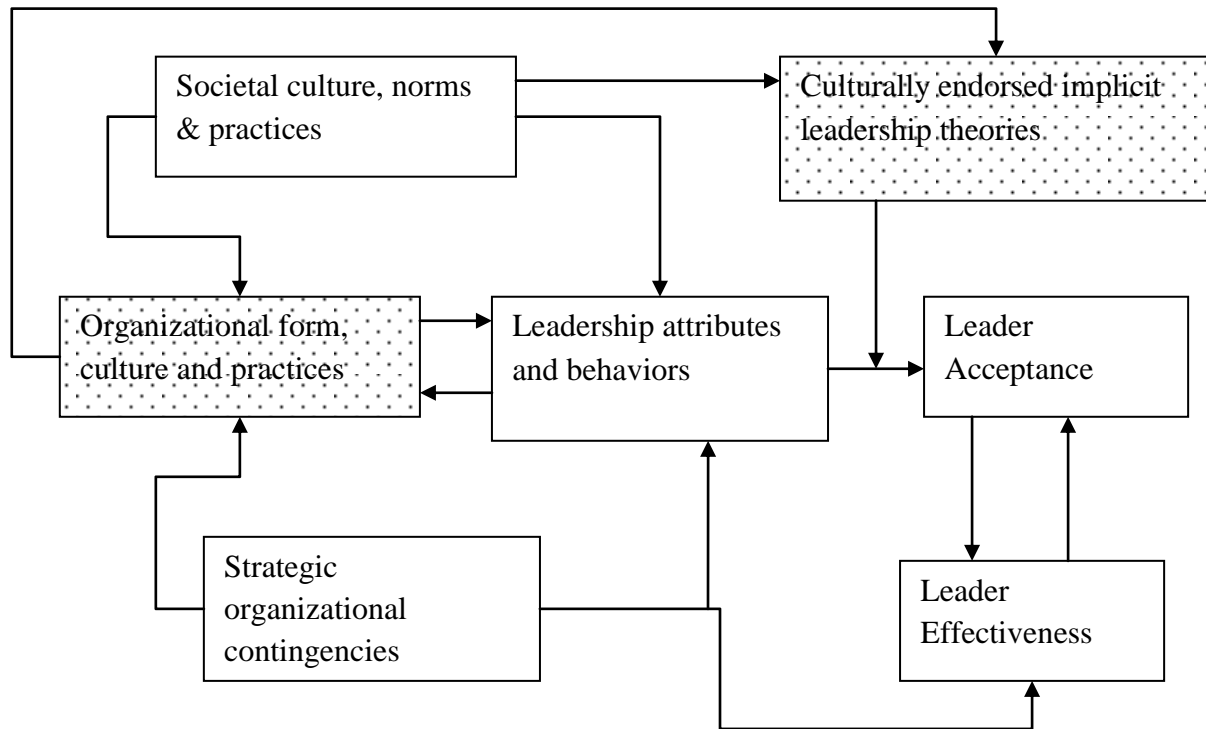 Societal culture, norms
& practices
Culturally endorsed implicit
leadership theories
Organizational form,
culture and practices
Leadership attributes
and behaviors
Leader
Acceptance
Strategic
organizational
contingencies
Leader
Effectiveness